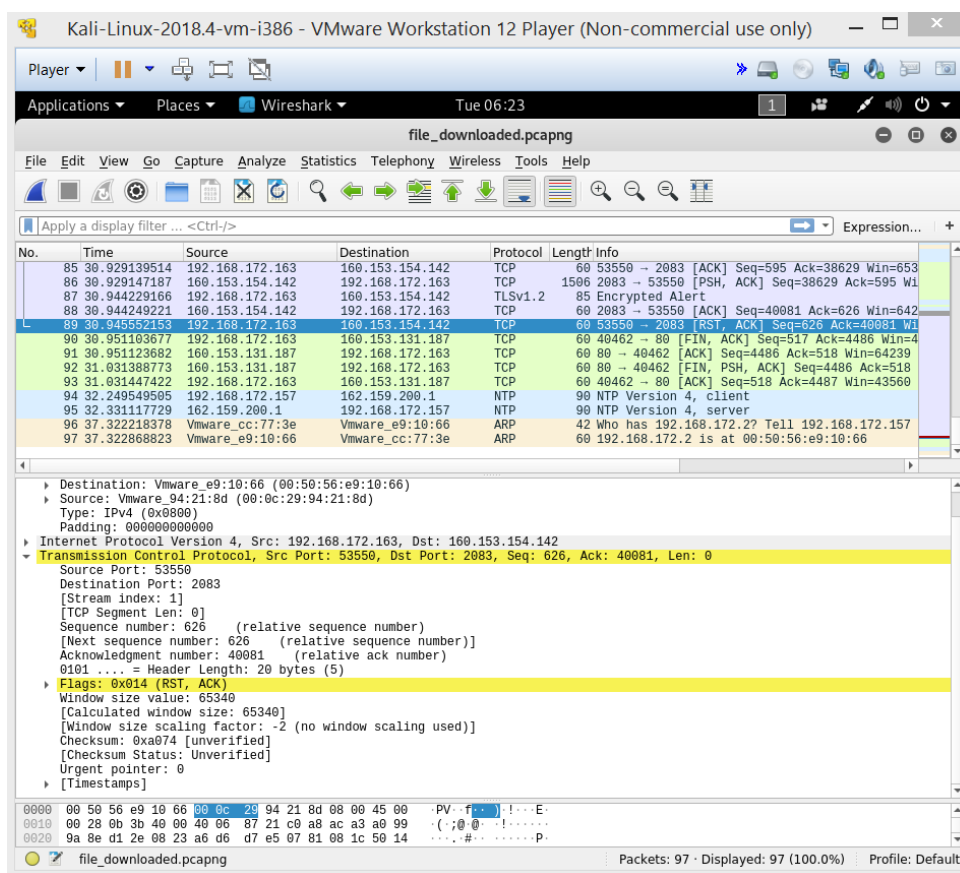 Kali-Linux-2018.4-vm-i386 - VMware Workstation 12 Player (Non-commercial use only)
Player
Applications Places Wireshark Tue 06:23 1
file_downloaded.pcapng
File Edit View Go Capture Analyze Statistics Telephony Wireless Tools Help
Apply a display filter ... <Ctrl-/> Expression... +
No. Time Source Destination Protocol Length Info
85 30.929139514 192.168.172.163 160.153.154.142 TCP 60 53550 → 2083 [ACK] Seq=595 Ack=38629 Win=653
86 30.929147187 192.168.172.163 160.153.154.142 TCP 1506 2083 → 53550 [PSH, ACK] Seq=38629 Ack=595 Wi
87 30.944229166 192.168.172.163 160.153.154.142 TLSv1.2 85 Encrypted Alert
88 30.944249221 192.168.172.163 160.153.154.142 TCP 60 2083 → 53550 [ACK] Seq=40081 Ack=626 Win=642
89 30.945552153 192.168.172.163 160.153.154.142 TCP 60 53550 → 2083 [RST, ACK] Seq=626 Ack=40081 Wi
90 30.951103677 192.168.172.163 160.153.131.187 TCP 60 40462 → 80 [FIN, ACK] Seq=517 Ack=4486 Win=4
91 30.951123682 192.168.172.163 160.153.131.187 TCP 60 80 → 40462 [ACK] Seq=4486 Ack=518 Win=64239
92 31.031388773 192.168.172.163 160.153.131.187 TCP 60 80 → 40462 [FIN, PSH, ACK] Seq=4486 Ack=518
93 31.031447422 192.168.172.163 160.153.131.187 TCP 60 40462 → 80 [ACK] Seq=518 Ack=4487 Win=43560
94 32.249549505 192.168.172.157 162.159.200.1 NTP 90 NTP Version 4, client
95 32.331117729 162.159.200.1 192.168.172.157 NTP 90 NTP Version 4, server
96 37.322218378 Vmware_cc:77:3e Vmware_e9:10:66 ARP 42 Who has 192.168.172.2? Tell 192.168.172.157
97 37.322868823 Vmware_e9:10:66 Vmware_cc:77:3e ARP 60 192.168.172.2 is at 00:50:56:e9:10:66
Destination: Vmware_e9:10:66 (00:50:56:e9:10:66)
Source: Vmware_94:21:8d (00:0c:29:94:21:8d)
Type: IPv4 (0x0800)
Padding: 000000000000
Internet Protocol Version 4, Src: 192.168.172.163, Dst: 160.153.154.142
Transmission Control Protocol, Src Port: 53550, Dst Port: 2083, Seq: 626, Ack: 40081, Len: 0
Source Port: 53550
Destination Port: 2083
[Stream index: 1]
[TCP Segment Len: 0]
Sequence number: 626 (relative sequence number)
[Next sequence number: 626 (relative sequence number)]
Acknowledgment number: 40081 (relative ack number)
0101 .... = Header Length: 20 bytes (5)
Flags: 0x014 (RST, ACK)
Window size value: 65340
[Calculated window size: 65340]
[Window size scaling factor: -2 (no window scaling used)]
Checksum: 0xa074 [unverified]
[Checksum Status: Unverified]
Urgent pointer: 0
[Timestamps]
0000 00 50 56 e9 10 66 00 0c 29 94 21 8d 08 00 45 00 ·PV··f·· )·!···E·
0010 00 28 0b 3b 40 00 40 06 87 21 c0 a8 ac a3 a0 99 ·(·;@·@· ·!······
0020 9a 8e d1 2e 08 23 a6 d6 d7 e5 07 81 08 1c 50 14 ···.·#·· ······P·
file_downloaded.pcapng Packets: 97 · Displayed: 97 (100.0%) Profile: Default